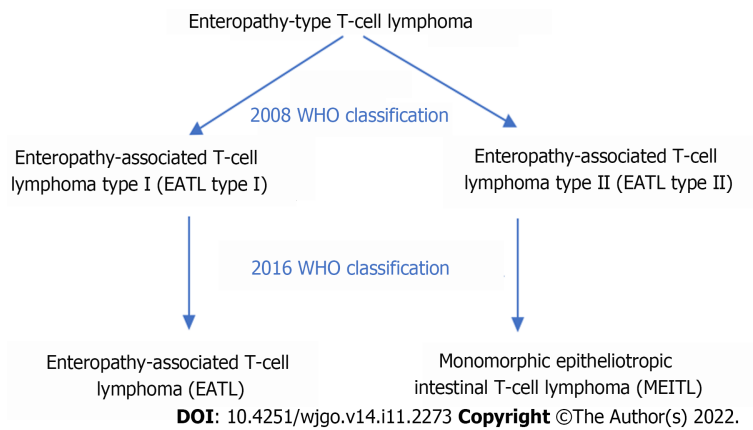 Enteropathy-type T-cell lymphoma
2008 WHO classification
Enteropathy-associated T-cell
lymphoma type I (EATL type I)
Enteropathy-associated T-cell
lymphoma type II (EATL type II)
2016 WHO classification
Enteropathy-associated T-cell
lymphoma (EATL)
Monomorphic epitheliotropic
intestinal T-cell lymphoma (MEITL)
DOI: 10.4251/wjgo.v14.i11.2273 Copyright ©The Author(s) 2022.